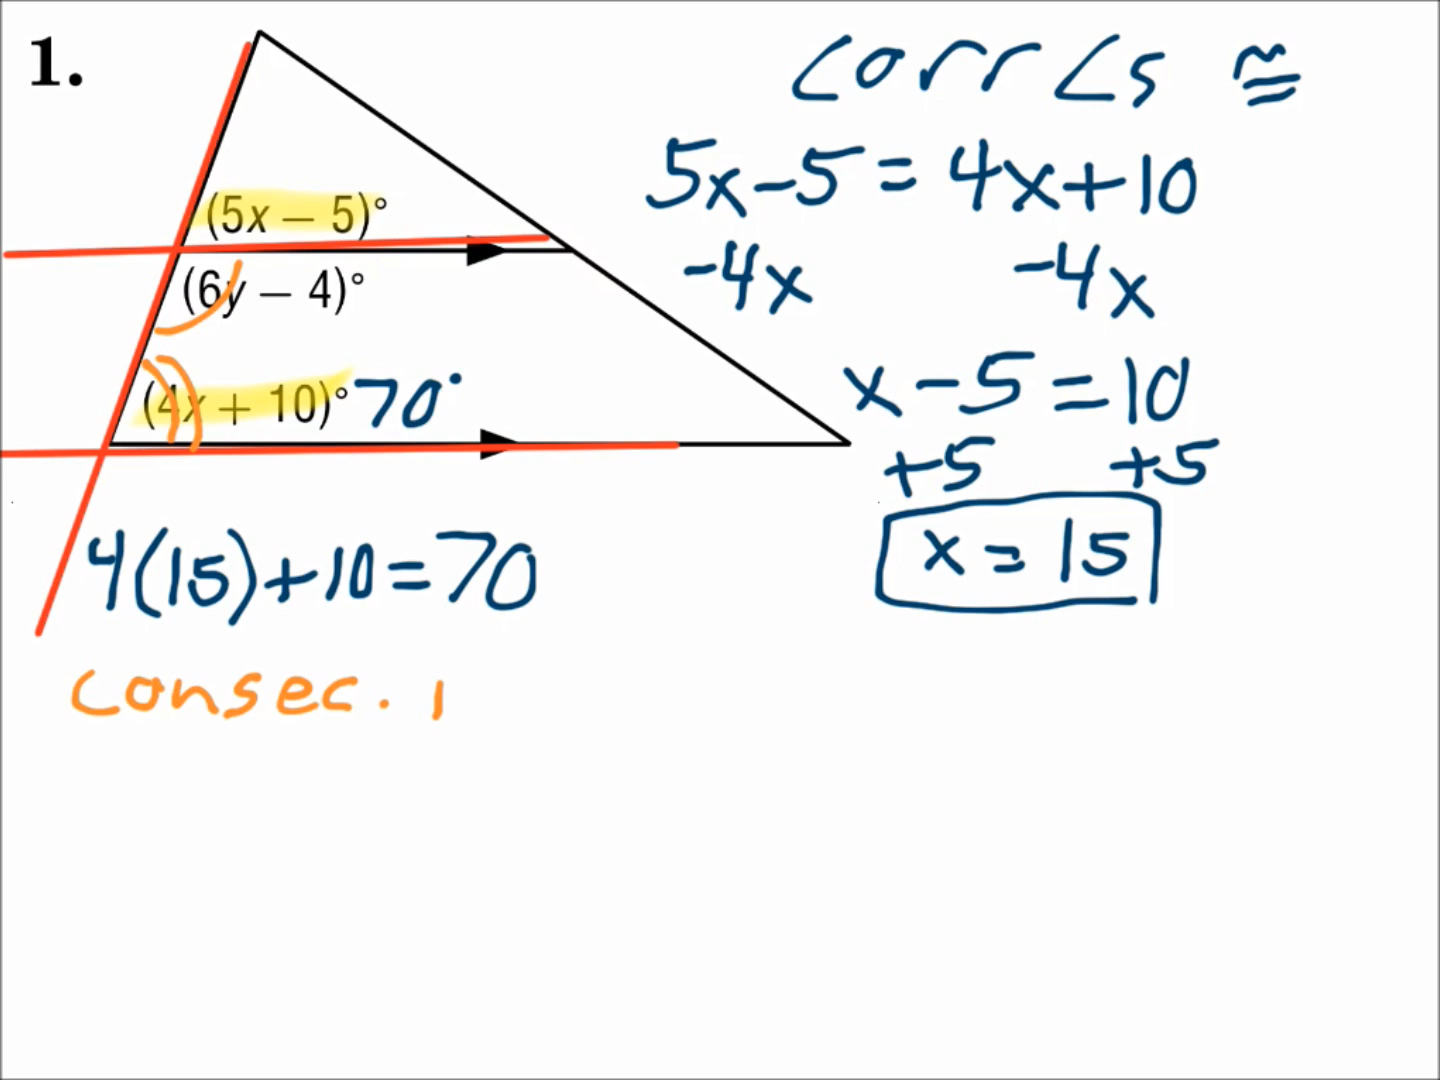 1.
(5x − 5)°
(6y − 4)°
(4x + 10)° 70°
4(15)+10=70
consec. I
corr ∠s ≅
5x−5=4x+10
-4x -4x
x−5=10
+5 +5
x=15